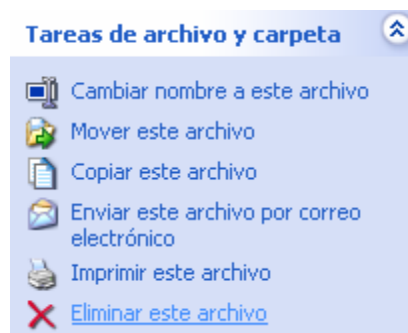 Tareas de archivo y carpeta
Cambiar nombre a este archivo
Mover este archivo
Copiar este archivo
Enviar este archivo por correo
electrónico
Imprimir este archivo
Eliminar este archivo